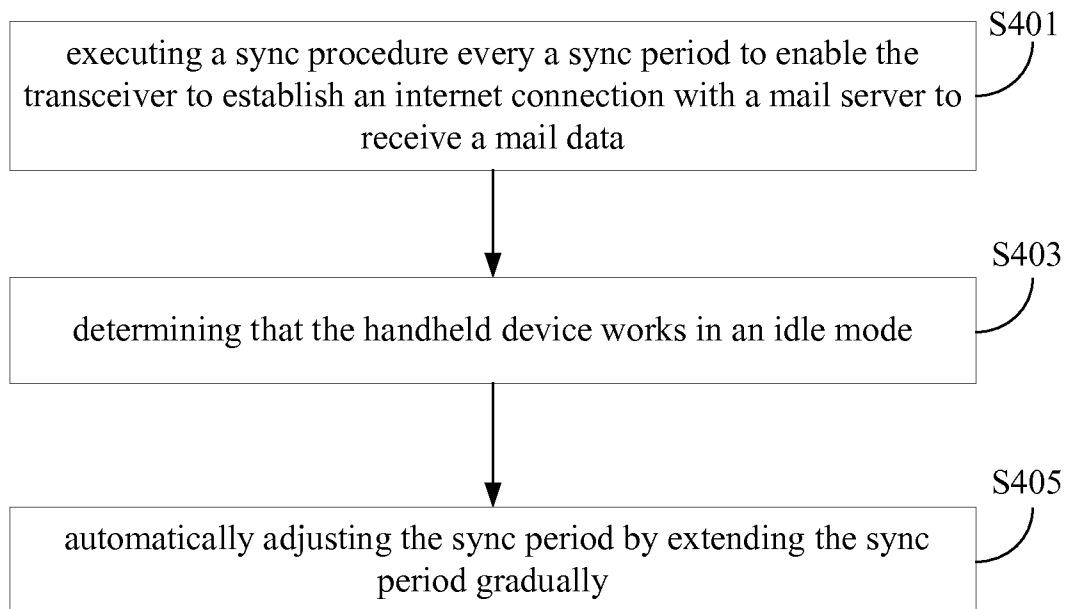 S401
executing a sync procedure every a sync period to enable the
transceiver to establish an internet connection with a mail server to
receive a mail data
S403
determining that the handheld device works in an idle mode
S405
automatically adjusting the sync period by extending the sync
period gradually